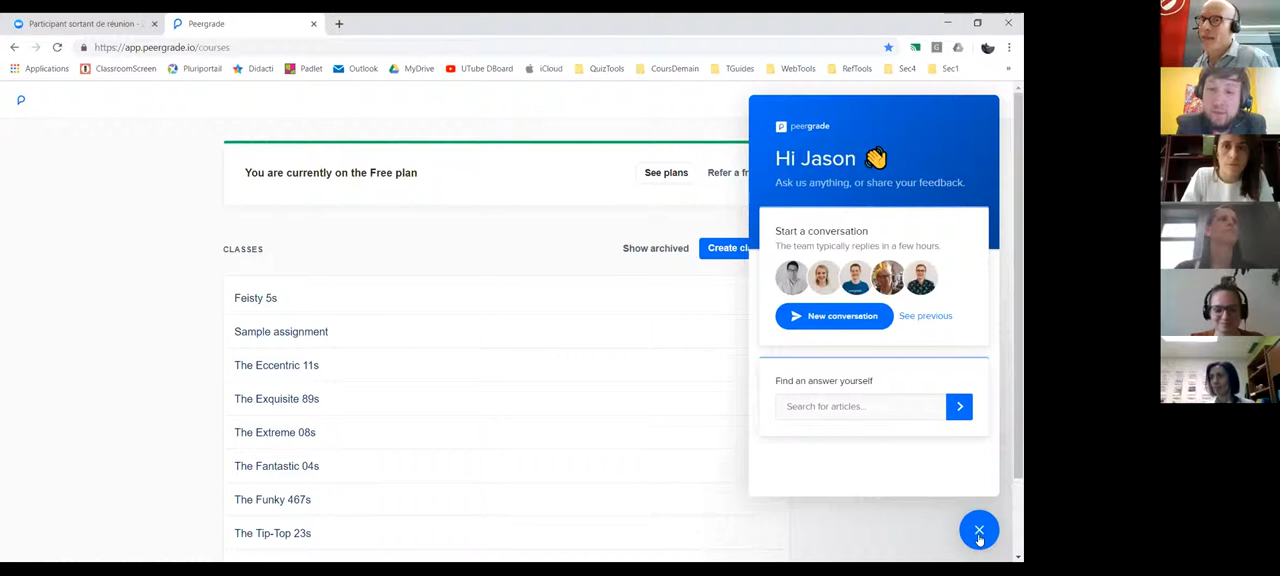 Participant sortant de réunion -
Peergrade
https://app.peergrade.io/courses
Applications ClassroomScreen Pluriportail Didacti Padlet Outlook MyDrive UTube DBoard iCloud QuizTools CoursDemain TGuides WebTools RefTools Sec4 Sec1 »
You are currently on the Free plan
See plans
Refer a fr
CLASSES
Show archived
Create cl
Feisty 5s
Sample assignment
The Eccentric 11s
The Exquisite 89s
The Extreme 08s
The Fantastic 04s
The Funky 467s
The Tip-Top 23s
peergrade
Hi Jason 👋
Ask us anything, or share your feedback.
Start a conversation
The team typically replies in a few hours.
New conversation
See previous
Find an answer yourself
Search for articles...